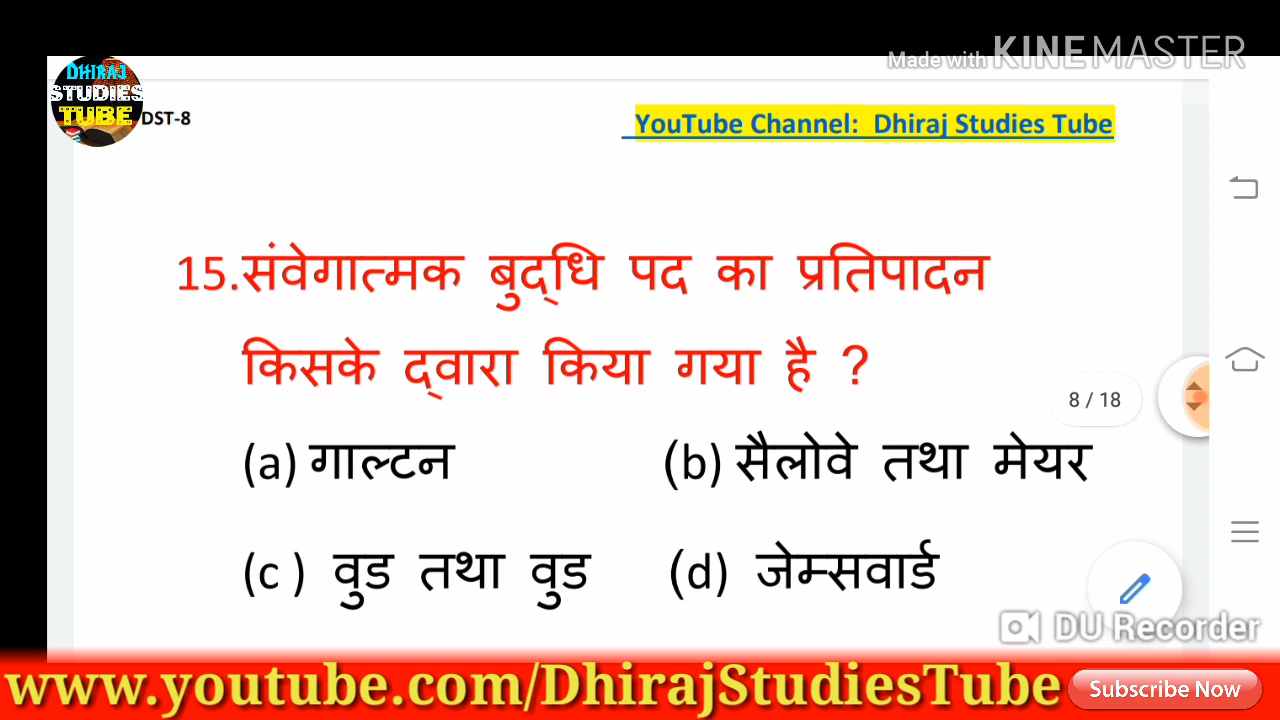 Made with KINEMASTER
DHIRAJ
STUDIES
TUBE
DST-8
YouTube Channel: Dhiraj Studies Tube
15.संवेगात्मक बुद्धि पद का प्रतिपादन
किसके द्वारा किया गया है ?
8 / 18
(a) गाल्टन (b) सैलोवे तथा मेयर
(c ) वुड तथा वुड (d) जेम्सवार्ड
DU Recorder
www.youtube.com/DhirajStudiesTube
Subscribe Now